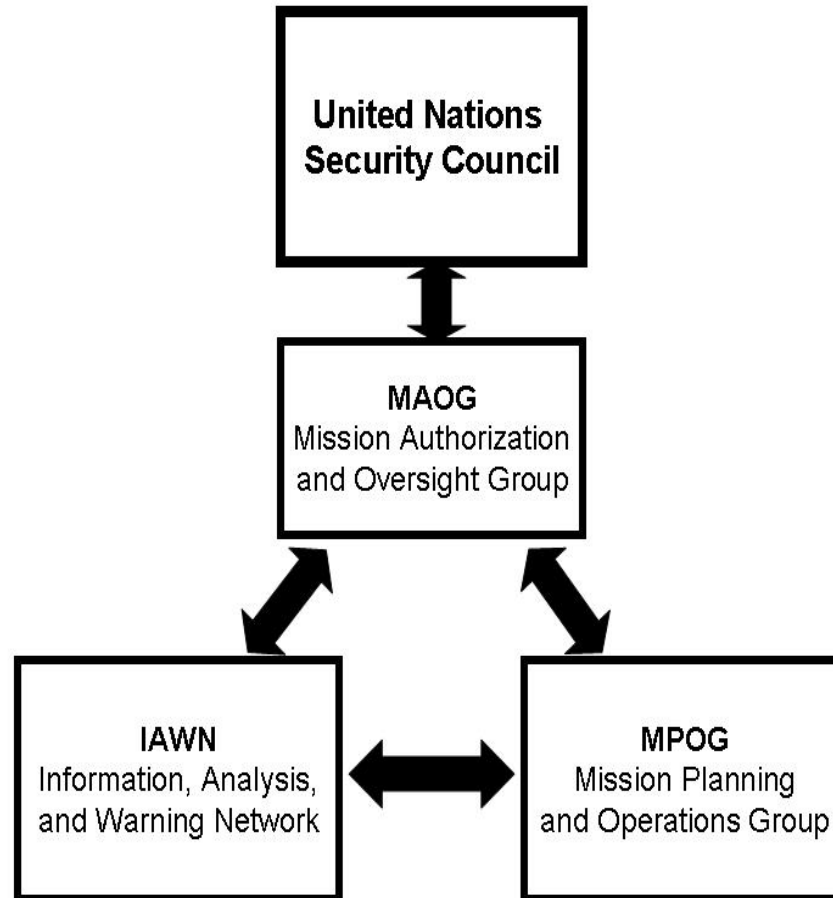 United Nations
Security Council
MAOG
Mission Authorization
and Oversight Group
IAWN
Information, Analysis,
and Warning Network
MPOG
Mission Planning
and Operations Group